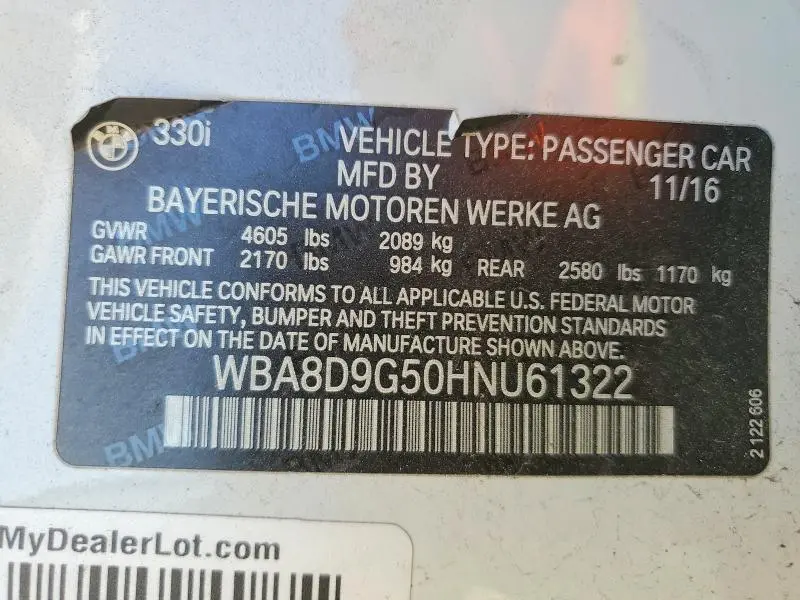 330i VEHICLE TYPE: PASSENGER CAR
MFD BY 11/16
BAYERISCHE MOTOREN WERKE AG
GVWR 4605 lbs 2089 kg
GAWR FRONT 2170 lbs 984 kg REAR 2580 lbs 1170 kg
THIS VEHICLE CONFORMS TO ALL APPLICABLE U.S. FEDERAL MOTOR
VEHICLE SAFETY, BUMPER AND THEFT PREVENTION STANDARDS
IN EFFECT ON THE DATE OF MANUFACTURE SHOWN ABOVE.
WBA8D9G50HNU61322
2 122 606
MyDealerLot.com